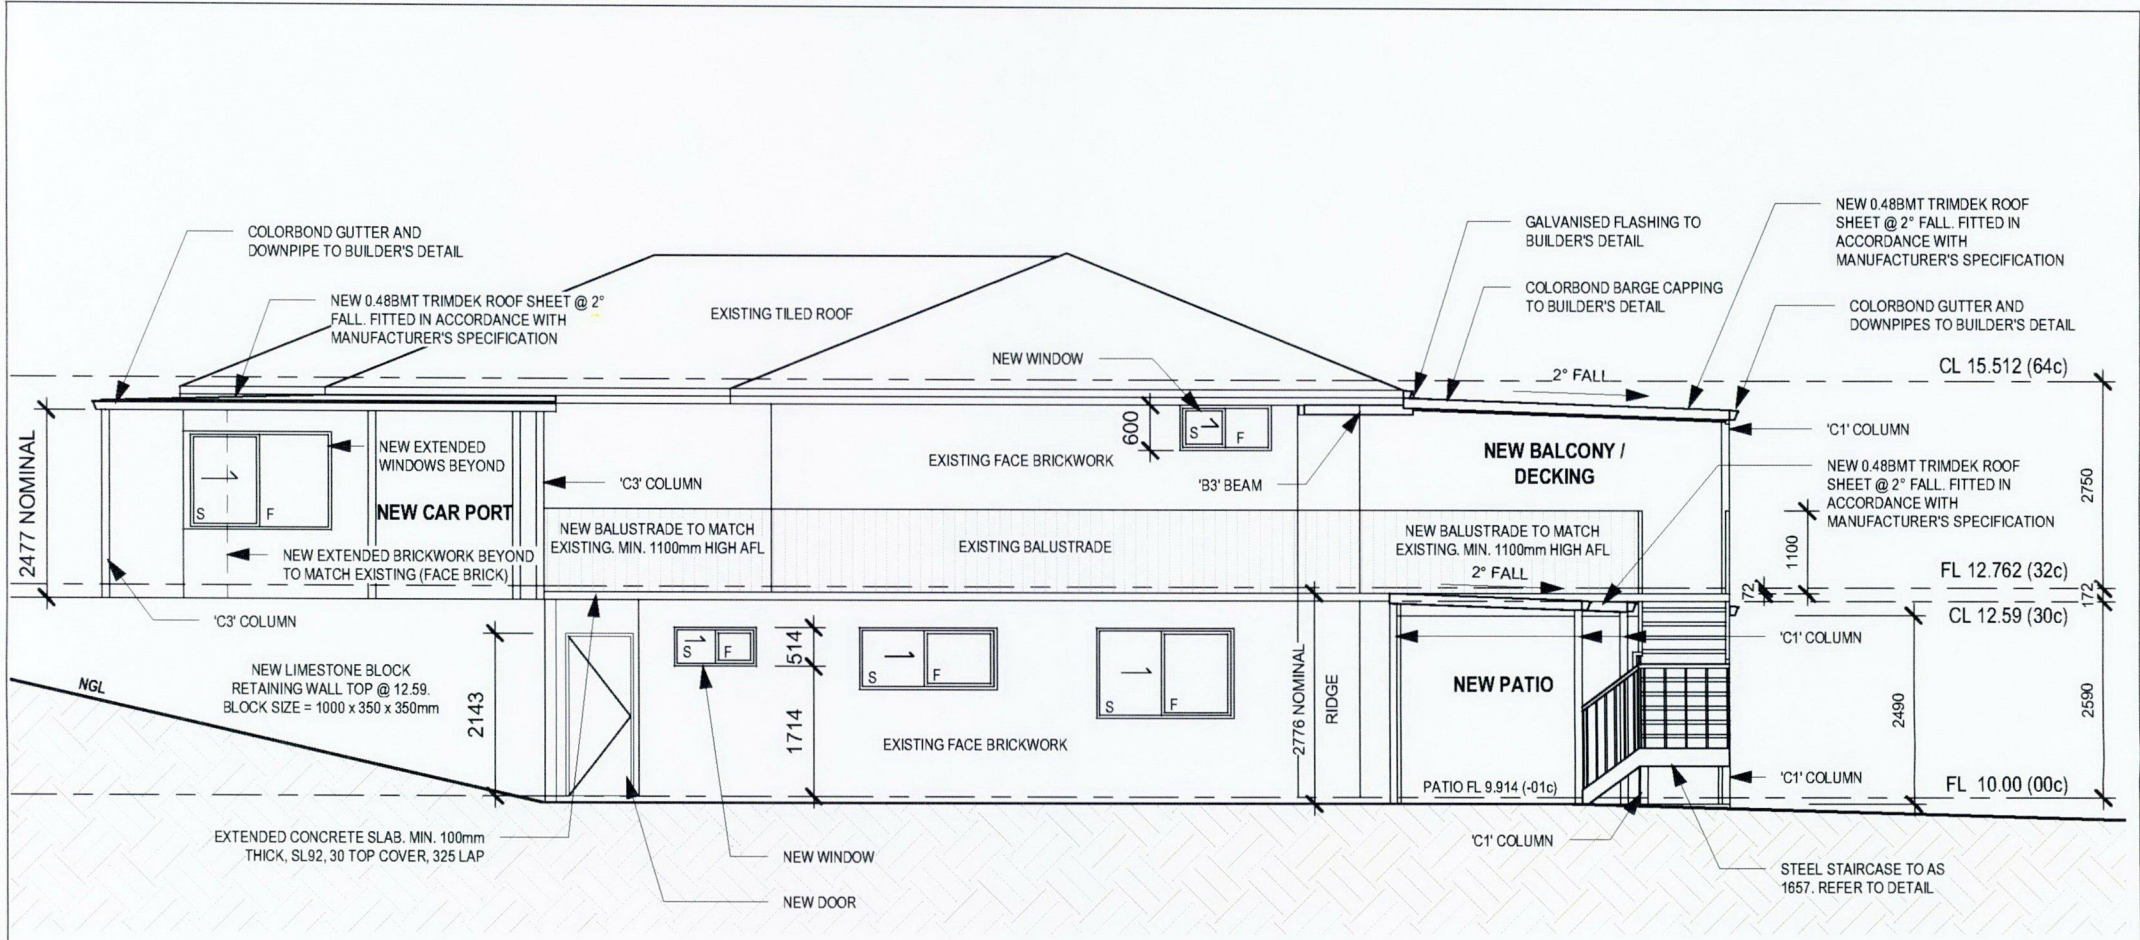 COLORBOND GUTTER AND
DOWNPIPE TO BUILDER'S DETAIL
NEW 0.48BMT TRIMDEK ROOF SHEET @ 2°
FALL. FITTED IN ACCORDANCE WITH
MANUFACTURER'S SPECIFICATION
EXISTING TILED ROOF
NEW WINDOW
GALVANISED FLASHING TO
BUILDER'S DETAIL
COLORBOND BARGE CAPPING
TO BUILDER'S DETAIL
NEW 0.48BMT TRIMDEK ROOF
SHEET @ 2° FALL. FITTED IN
ACCORDANCE WITH
MANUFACTURER'S SPECIFICATION
COLORBOND GUTTER AND
DOWNPIPES TO BUILDER'S DETAIL
2° FALL
CL 15.512 (64c)
2477 NOMINAL
S
F
NEW EXTENDED
WINDOWS BEYOND
NEW CAR PORT
'C3' COLUMN
NEW EXTENDED BRICKWORK BEYOND
TO MATCH EXISTING (FACE BRICK)
'C3' COLUMN
600
S
F
EXISTING FACE BRICKWORK
'B3' BEAM
NEW BALCONY /
DECKING
'C1' COLUMN
NEW 0.48BMT TRIMDEK ROOF
SHEET @ 2° FALL. FITTED IN
ACCORDANCE WITH
MANUFACTURER'S SPECIFICATION
2750
NEW BALUSTRADE TO MATCH
EXISTING. MIN. 1100mm HIGH AFL
EXISTING BALUSTRADE
NEW BALUSTRADE TO MATCH
EXISTING. MIN. 1100mm HIGH AFL
1100
2° FALL
FL 12.762 (32c)
72
172
CL 12.59 (30c)
'C1' COLUMN
NGL
NEW LIMESTONE BLOCK
RETAINING WALL TOP @ 12.59.
BLOCK SIZE = 1000 x 350 x 350mm
2143
S
F
514
1714
S
F
S
F
EXISTING FACE BRICKWORK
2776 NOMINAL
RIDGE
NEW PATIO
2490
2590
PATIO FL 9.914 (-01c)
'C1' COLUMN
FL 10.00 (00c)
EXTENDED CONCRETE SLAB. MIN. 100mm
THICK, SL92, 30 TOP COVER, 325 LAP
NEW WINDOW
NEW DOOR
'C1' COLUMN
STEEL STAIRCASE TO AS
1657. REFER TO DETAIL